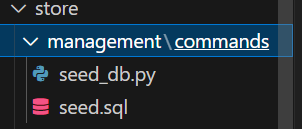 store
management\commands
seed_db.py
seed.sql